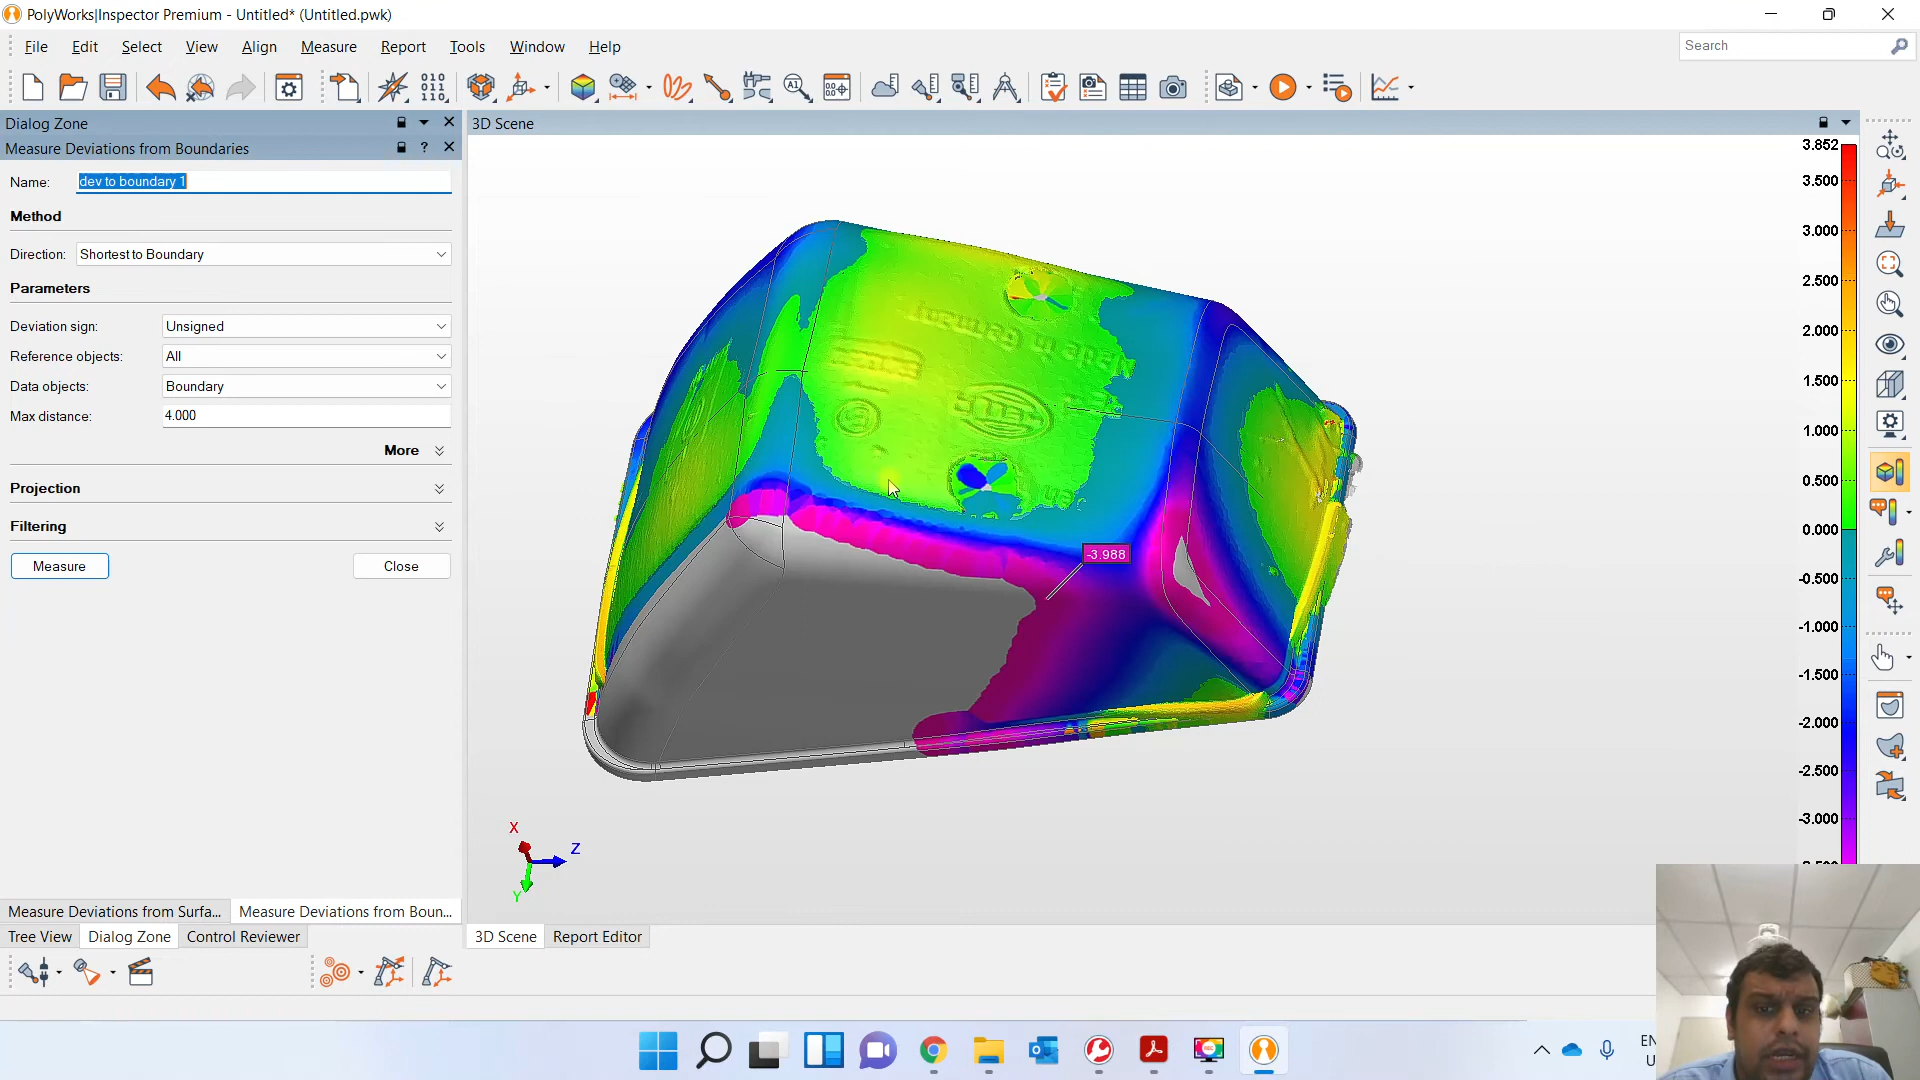 PolyWorks|Inspector Premium - Untitled* (Untitled.pwk)
File Edit Select View Align Measure Report Tools Window Help
Search
Dialog Zone
3D Scene
Measure Deviations from Boundaries
Name: dev to boundary 1
Method
Direction: Shortest to Boundary
Parameters
Deviation sign: Unsigned
Reference objects: All
Data objects: Boundary
Max distance: 4.000
More
Projection
Filtering
Measure Close
Made in Germany
HELLA
-3.988
3.852
3.500
3.000
2.500
2.000
1.500
1.000
0.500
0.000
-0.500
-1.000
-1.500
-2.000
-2.500
-3.000
X
Z
Y
Measure Deviations from Surfa... Measure Deviations from Boun...
Tree View Dialog Zone Control Reviewer
3D Scene Report Editor